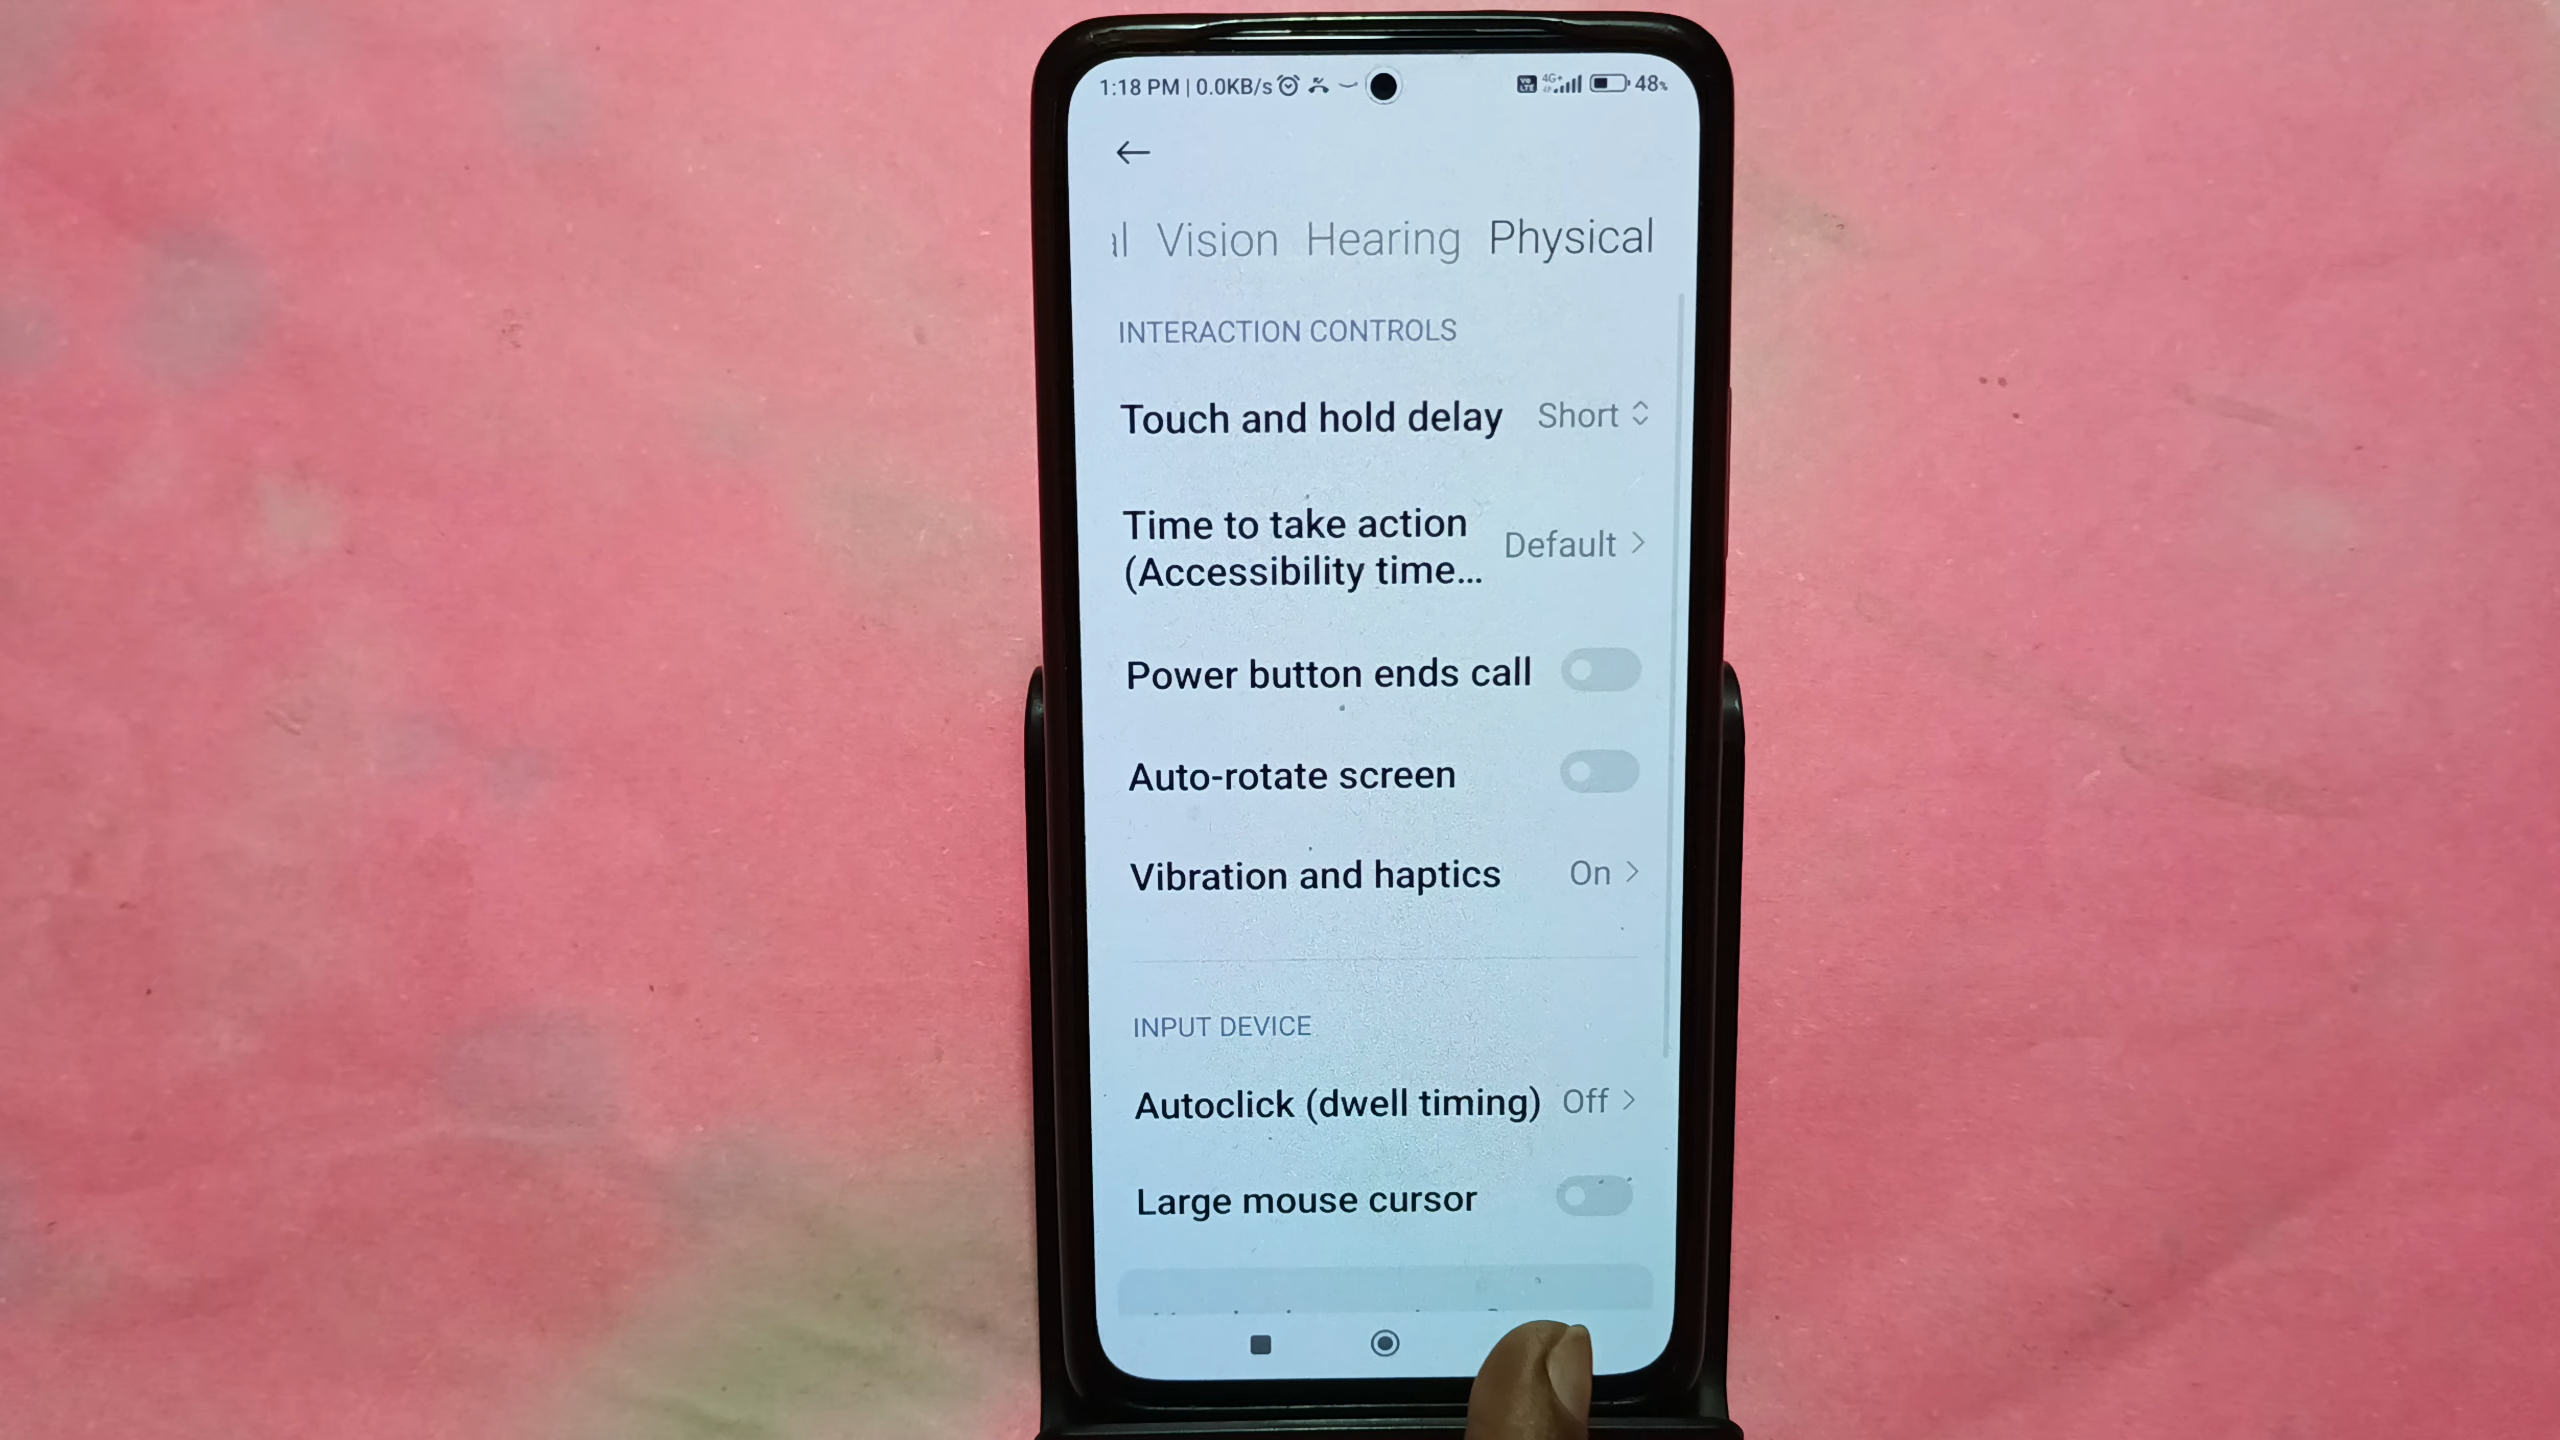 1:18 PM | 0.0KB/s 4G+ 48%
Vision Hearing Physical
INTERACTION CONTROLS
Touch and hold delay Short
Time to take action Default
(Accessibility time...
Power button ends call
Auto-rotate screen
Vibration and haptics On
INPUT DEVICE
Autoclick (dwell timing) Off
Large mouse cursor